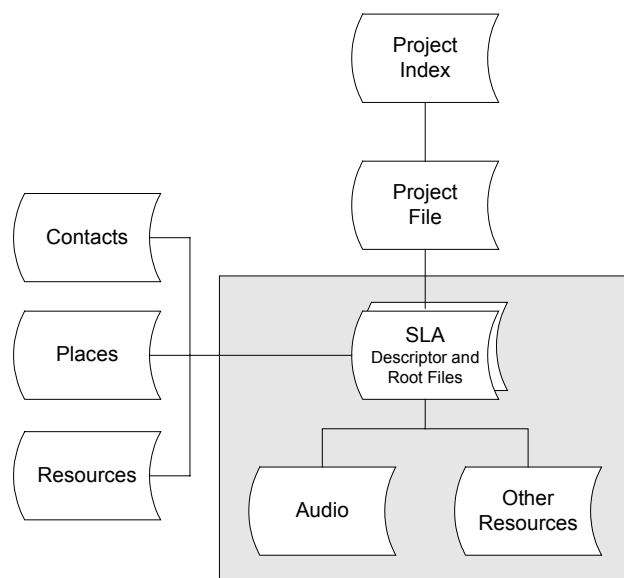 Project
Index
Project
File
Contacts
Places
Resources
SLA
Descriptor and
Root Files
Audio
Other
Resources